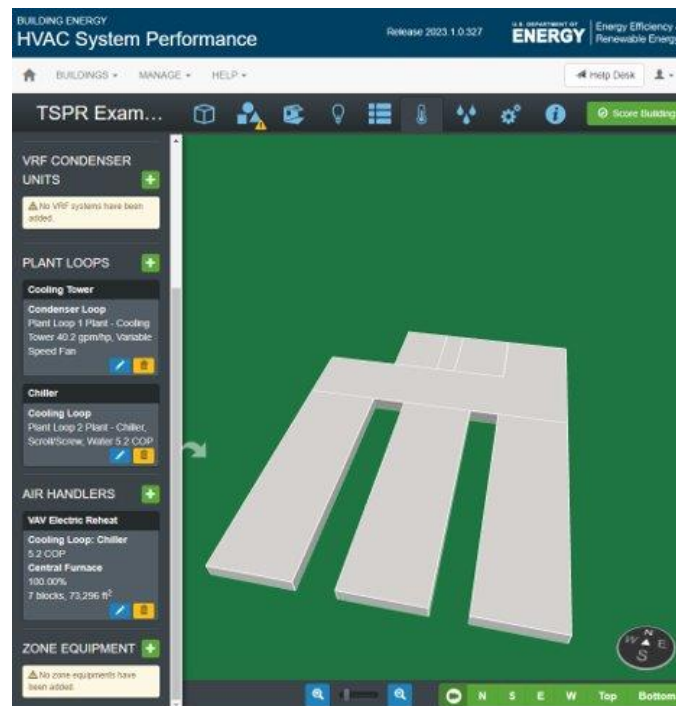 BUILDING ENERGY
HVAC System Performance
Release 2023.1.0.327
U.S. DEPARTMENT OF
ENERGY
Energy Efficiency
Renewable Energy
BUILDINGS
MANAGE
HELP
Help Desk
TSPR Exam...
Score Building
VRF CONDENSER
UNITS
No VRF systems have been
added.
PLANT LOOPS
Cooling Tower
Condenser Loop
Plant Loop 1 Plant - Cooling
Tower 40.2 gpm/hp, Variable
Speed Fan
Chiller
Cooling Loop
Plant Loop 2 Plant - Chiller,
Scroll/Screw, Water 5.2 COP
AIR HANDLERS
VAV Electric Reheat
Cooling Loop: Chiller
5.2 COP
Central Furnace
100.00%
7 blocks, 73,296 ft²
ZONE EQUIPMENT
No zone equipments have
been added.
N
W E
S
N S E W Top Bottom